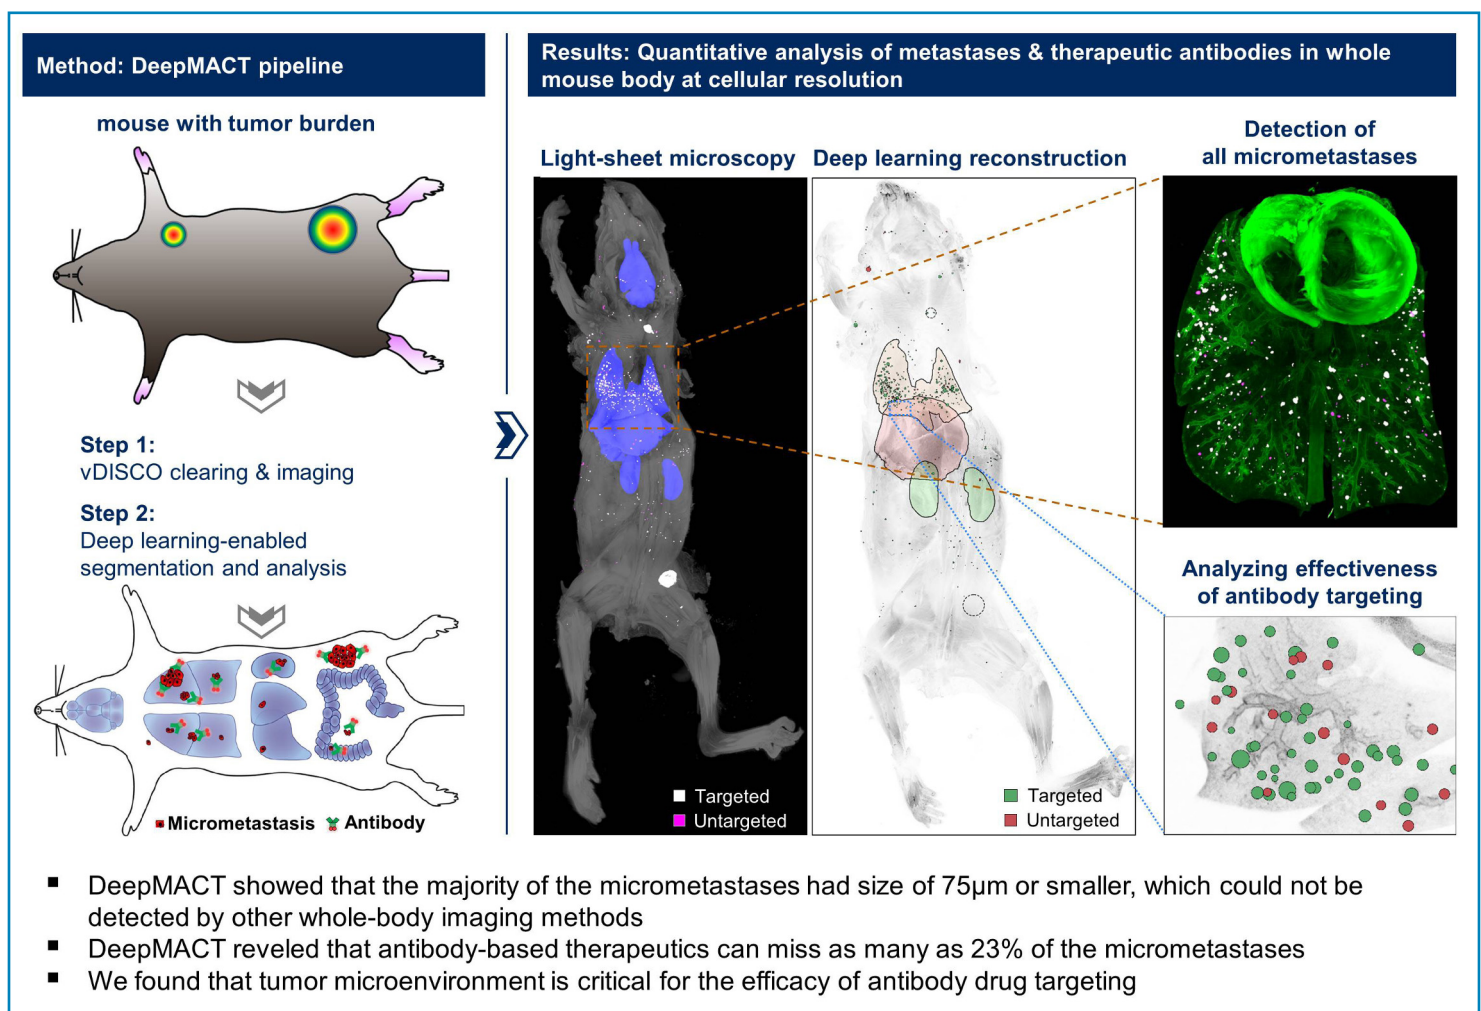 Method: DeepMACT pipeline
mouse with tumor burden
Step 1:
vDISCO clearing & imaging
Step 2:
Deep learning-enabled
segmentation and analysis
Micrometastasis
Antibody
Results: Quantitative analysis of metastases & therapeutic antibodies in whole
mouse body at cellular resolution
Light-sheet microscopy
Targeted
Untargeted
Deep learning reconstruction
Targeted
Untargeted
Detection of
all micrometastases
Analyzing effectiveness
of antibody targeting
▪ DeepMACT showed that the majority of the micrometastases had size of 75µm or smaller, which could not be
detected by other whole-body imaging methods
▪ DeepMACT reveled that antibody-based therapeutics can miss as many as 23% of the micrometastases
▪ We found that tumor microenvironment is critical for the efficacy of antibody drug targeting